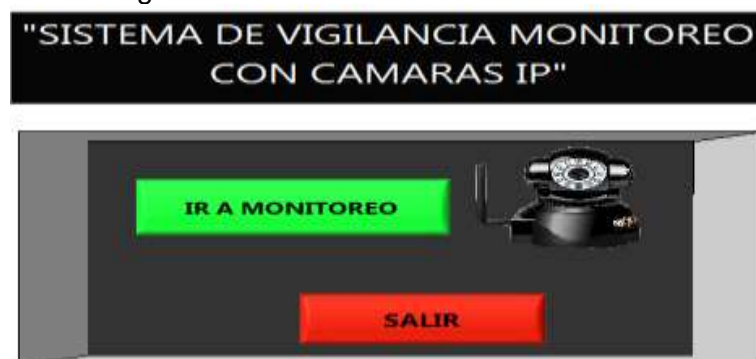 "SISTEMA DE VIGILANCIA MONITOREO
CON CAMARAS IP"
IR A MONITOREO
SALIR